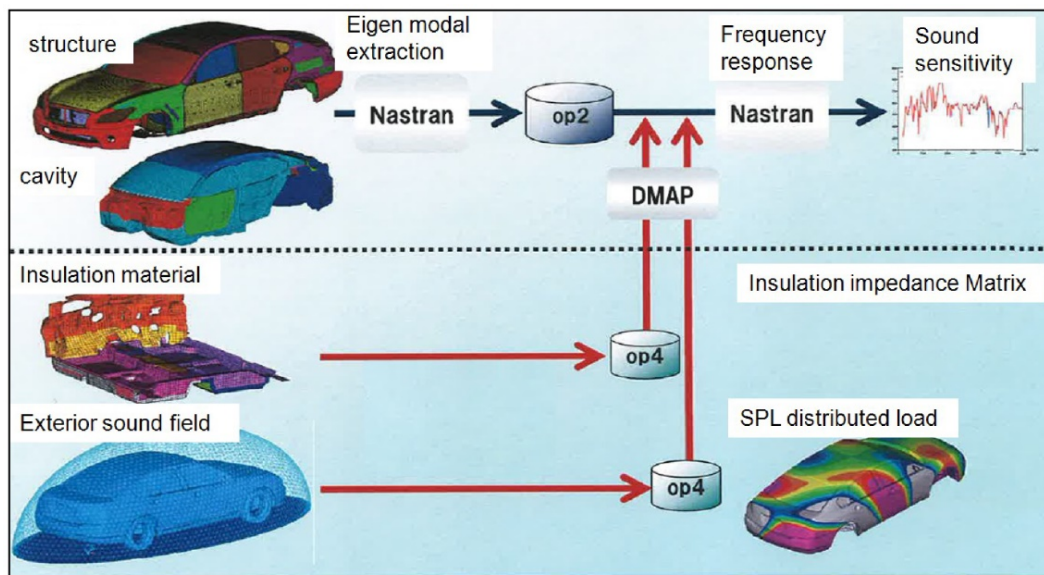 structure
Eigen modal
extraction
Frequency
response
Sound
sensitivity
Nastran
op2
Nastran
cavity
DMAP
Insulation material
Insulation impedance Matrix
op4
Exterior sound field
SPL distributed load
op4